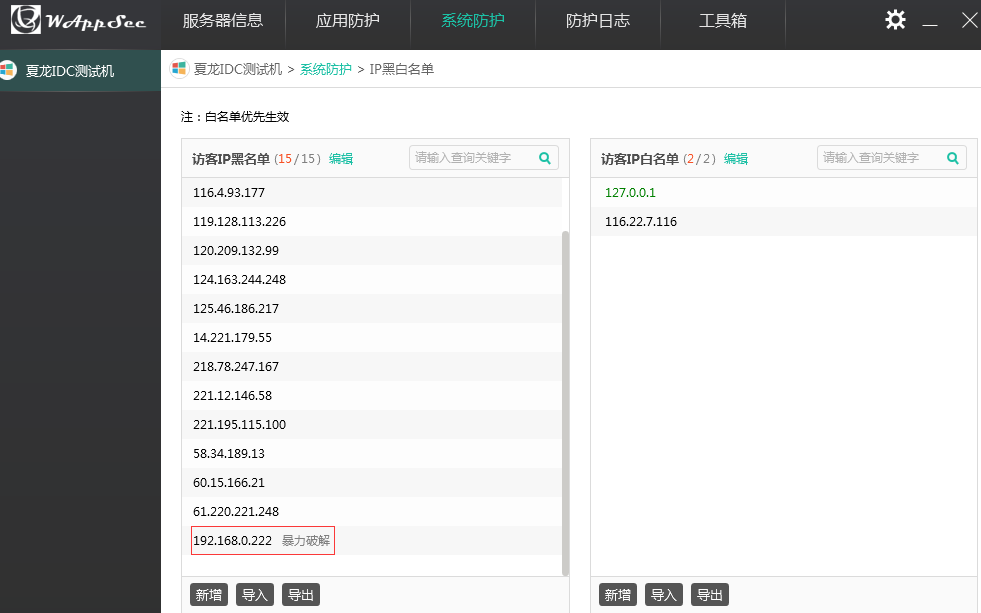 WAppSec 服务器信息 应用防护 系统防护 防护日志 工具箱
夏龙IDC测试机
夏龙IDC测试机 > 系统防护 > IP黑白名单
注：白名单优先生效
访客IP黑名单 (15/15) 编辑 请输入查询关键字
116.4.93.177
119.128.113.226
120.209.132.99
124.163.244.248
125.46.186.217
14.221.179.55
218.78.247.167
221.12.146.58
221.195.115.100
58.34.189.13
60.15.166.21
61.220.221.248
192.168.0.222 暴力破解
新增 导入 导出
访客IP白名单 (2/2) 编辑 请输入查询关键字
127.0.0.1
116.22.7.116
新增 导入 导出